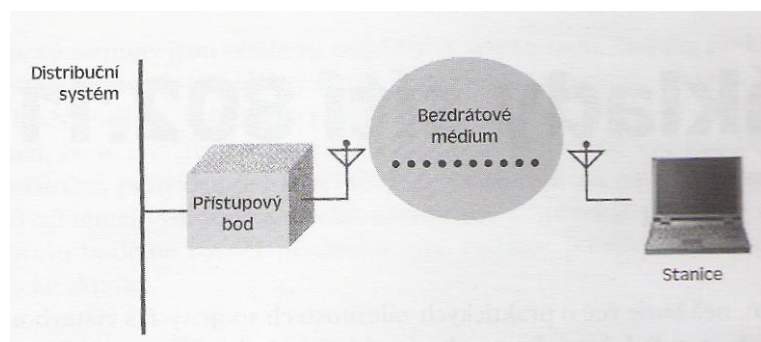 Distribuční
systém
Přístupový
bod
Bezdrátové
médium
Stanice